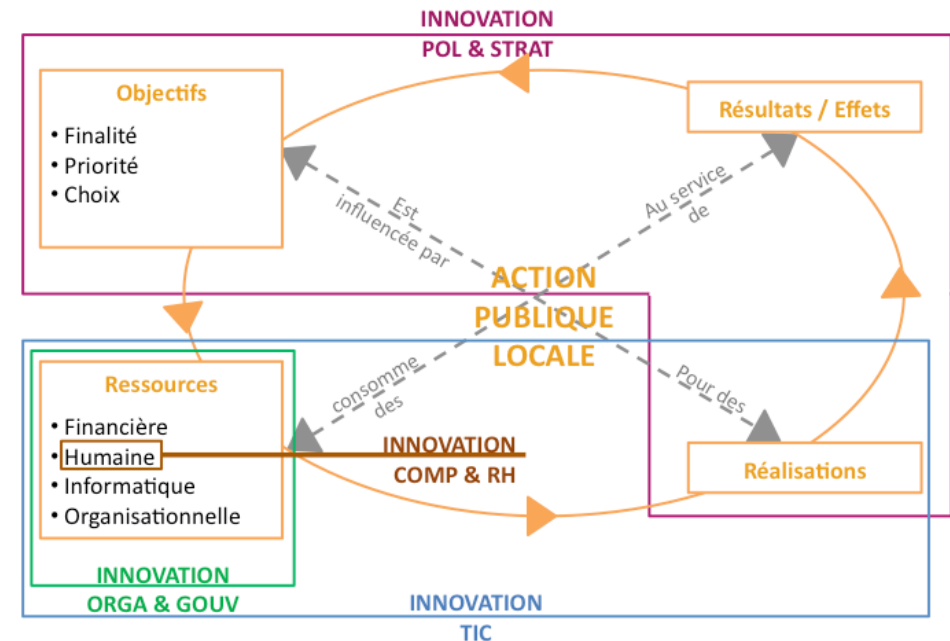 INNOVATION
POL & STRAT
Objectifs
• Finalité
• Priorité
• Choix
Résultats / Effets
Est
influencée par
Au service
de
ACTION
PUBLIQUE
LOCALE
consomme
des
Pour des
Ressources
• Financière
• Humaine
• Informatique
• Organisationnelle
INNOVATION
COMP & RH
Réalisations
INNOVATION
ORGA & GOUV
INNOVATION
TIC